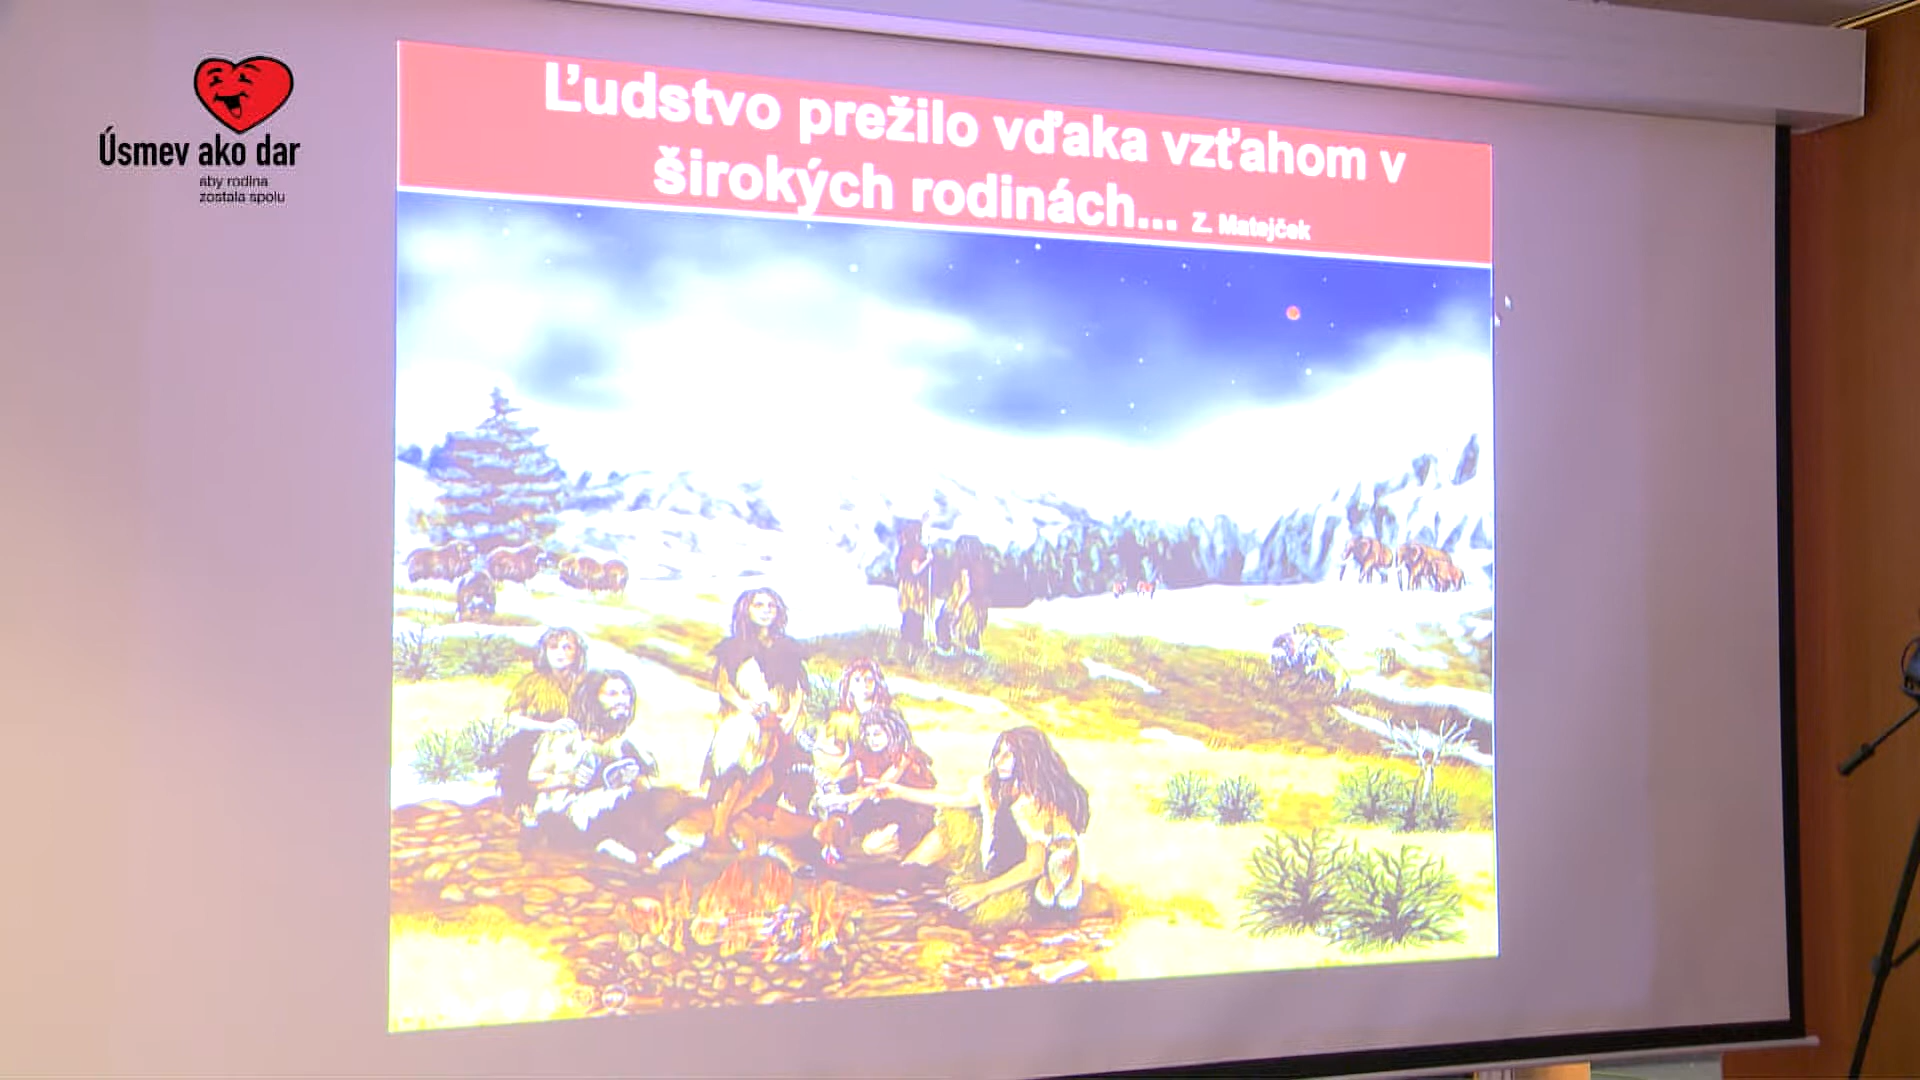 Úsmev ako dar
aby rodina
zostala spolu
Ľudstvo prežilo vďaka vzťahom v
širokých rodinách... Z. Matejček